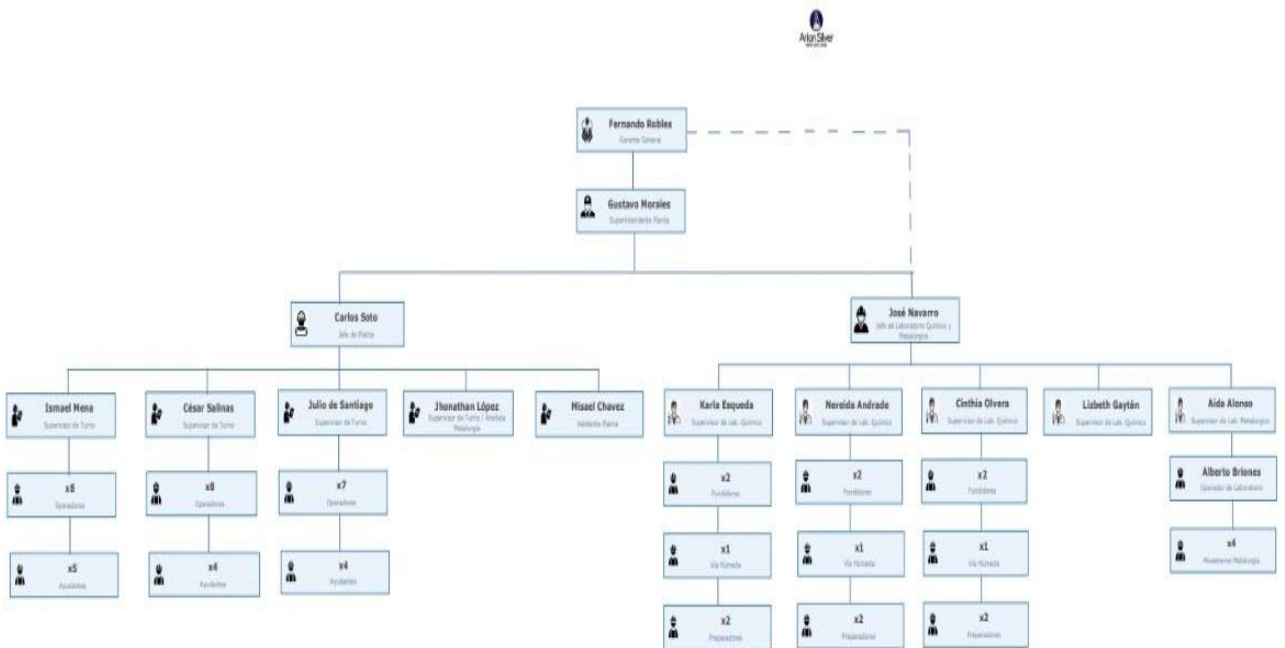 Arian Silver
Fernando Robles
Gerente General
Gustavo Morales
Superintendente Planta
Carlos Soto
Jefe de Planta
José Navarro
Jefe de Laboratorio Químico y
Metalúrgico
Ismael Mena
Supervisor de Turno
César Salinas
Supervisor de Turno
Julio de Santiago
Supervisor de Turno
Jhonathan López
Supervisor de Turno / Analista
Metalurgia
Misael Chavez
Asistente Planta
Karla Esqueda
Supervisor de Lab. Químico
Nereida Andrade
Supervisor de Lab. Químico
Cinthia Olvera
Supervisor de Lab. Químico
Lizbeth Gaytán
Supervisor de Lab. Químico
Aida Alonso
Supervisor de Lab. Metalurgico
x8
Operadores
x8
Operadores
x7
Operadores
x2
Fundidores
x2
Fundidores
x2
Fundidores
Alberto Briones
Operador de Laboratorio
x5
Ayudantes
x4
Ayudantes
x4
Ayudantes
x1
Vía Húmeda
x1
Vía Húmeda
x1
Vía Húmeda
x4
Muestreros Metalurgia
x2
Preparadores
x2
Preparadores
x2
Preparadores